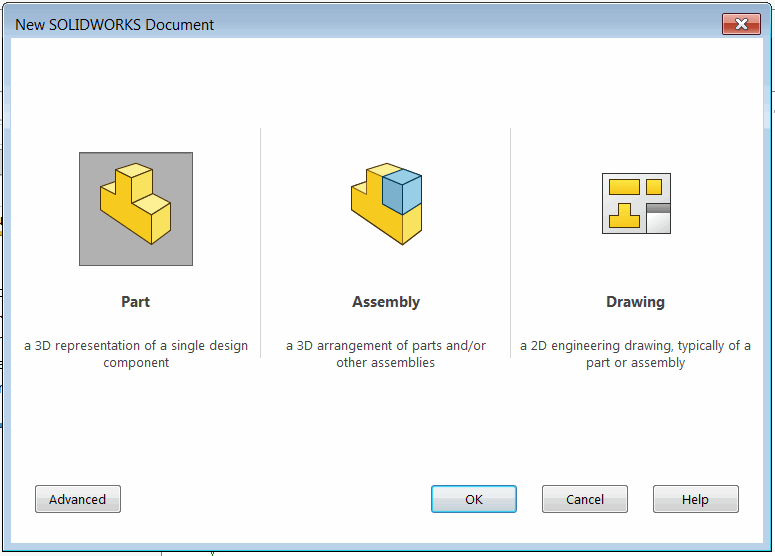 New SOLIDWORKS Document
Part
a 3D representation of a single design
component
Assembly
a 3D arrangement of parts and/or
other assemblies
Drawing
a 2D engineering drawing, typically of a
part or assembly
Advanced
OK
Cancel
Help